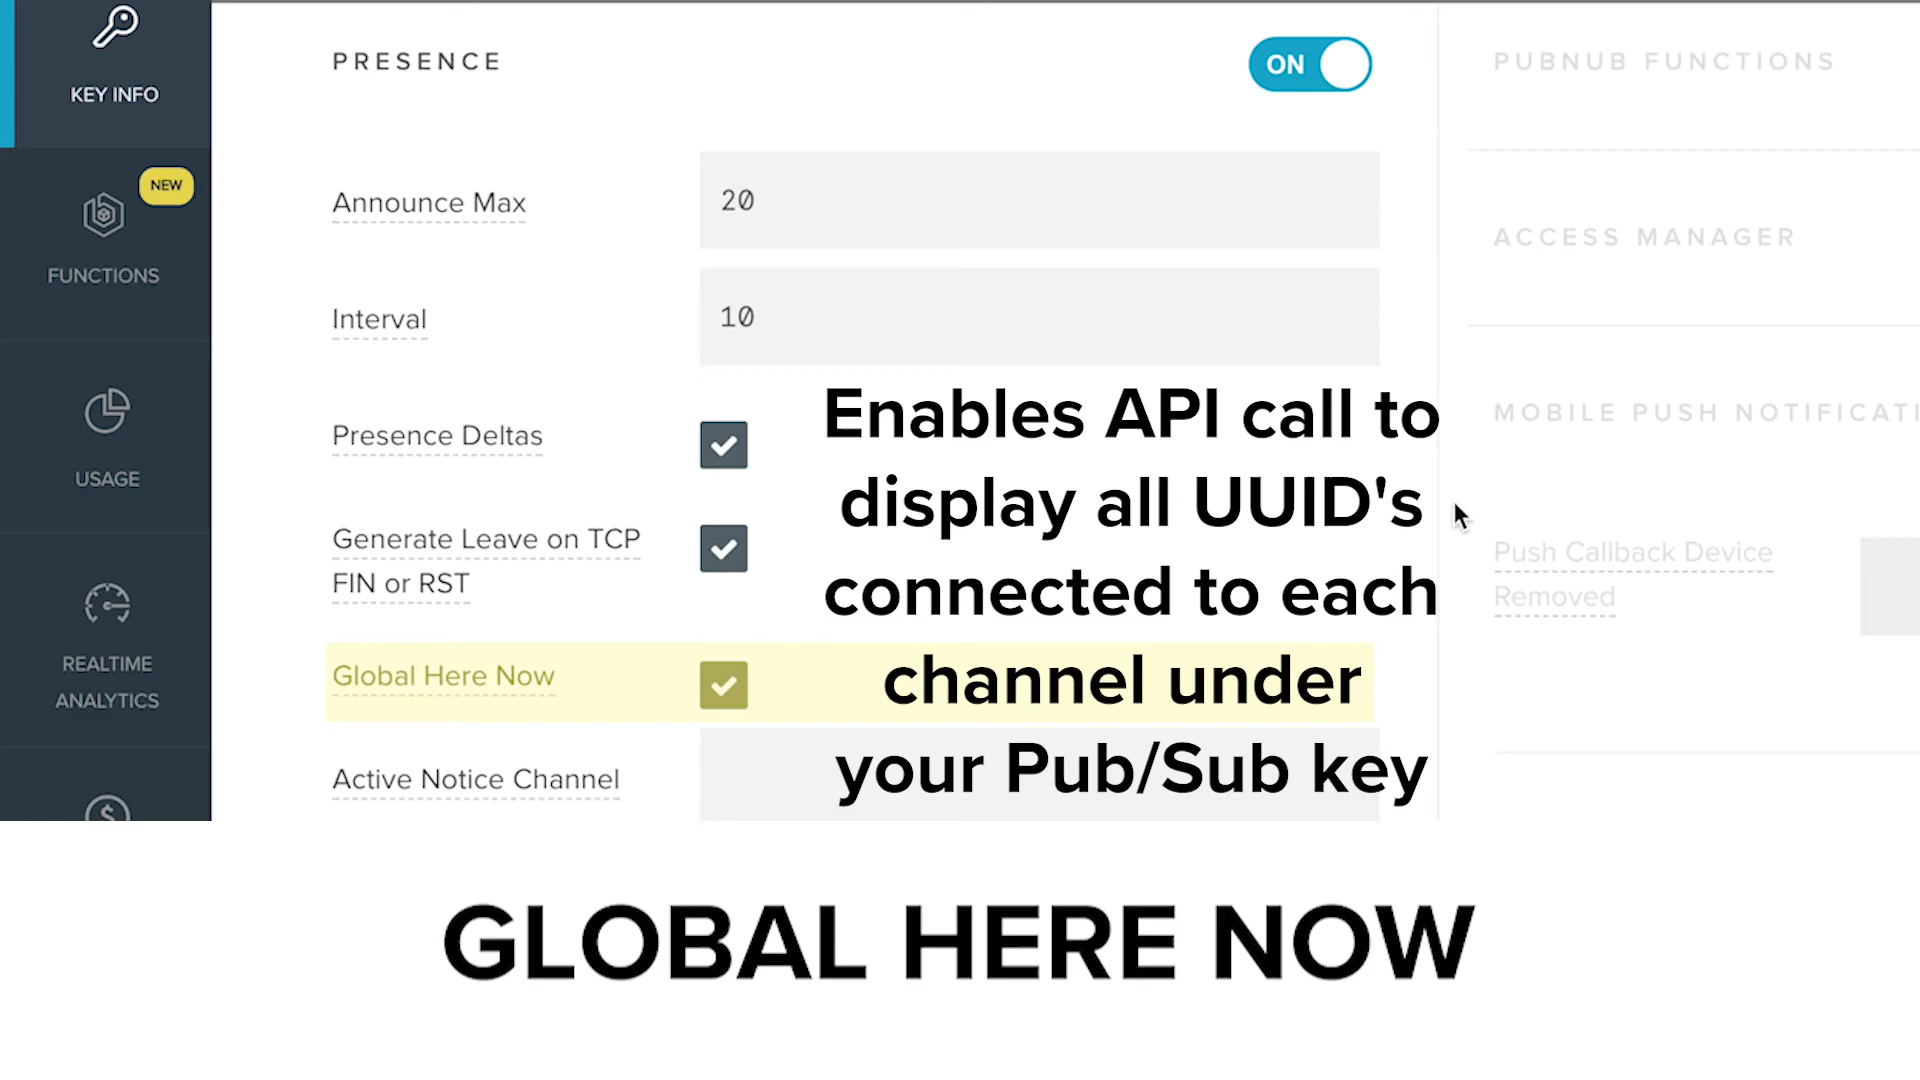 KEY INFO
NEW
FUNCTIONS
USAGE
REALTIME
ANALYTICS
PRESENCE
ON
Announce Max
20
Interval
10
Presence Deltas
Generate Leave on TCP
FIN or RST
Global Here Now
Active Notice Channel
Enables API call to
display all UUID's
connected to each
channel under
your Pub/Sub key
PUBNUB FUNCTIONS
ACCESS MANAGER
MOBILE PUSH NOTIFICATI
Push Callback Device
Removed
GLOBAL HERE NOW